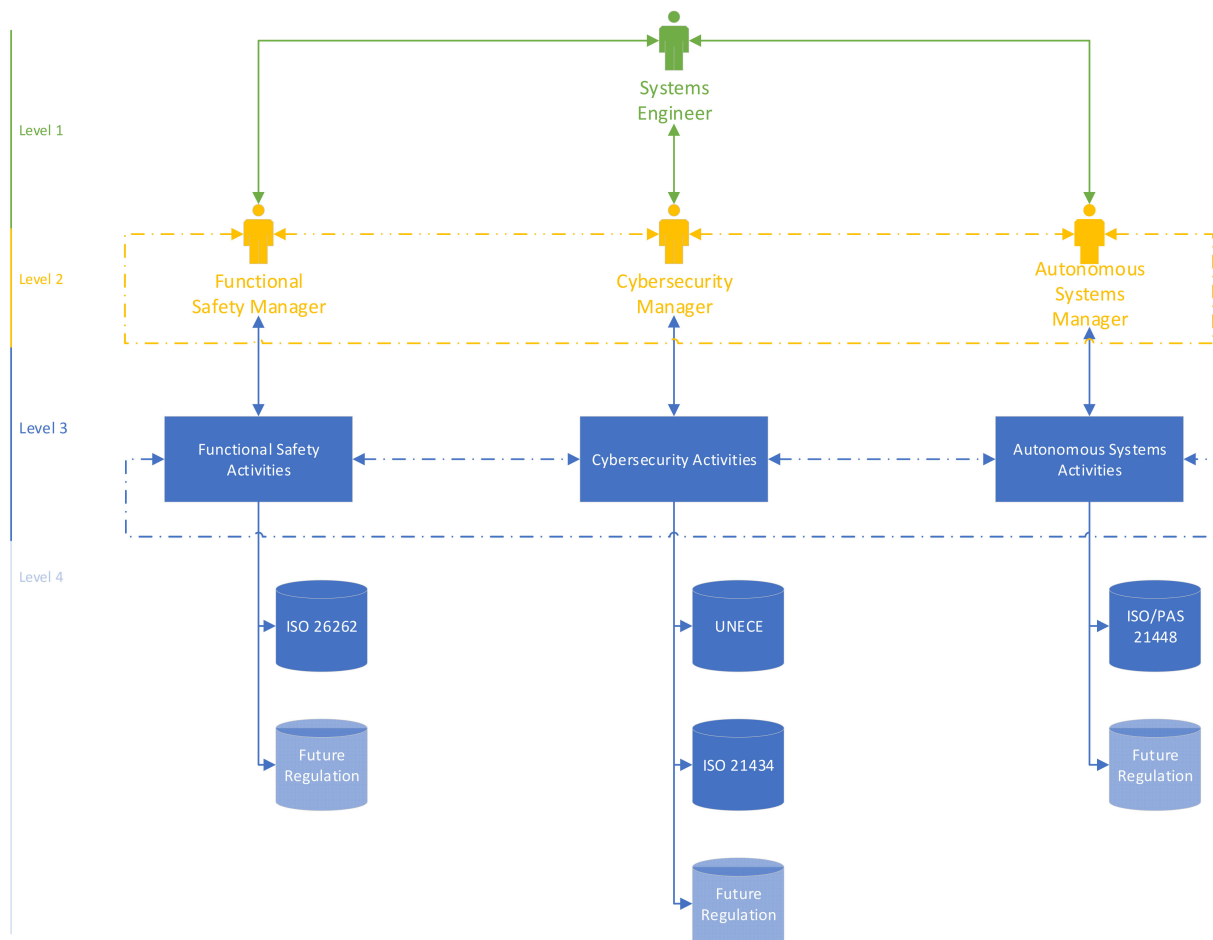 Systems
Engineer
Level 1
Level 2
Functional
Safety Manager
Cybersecurity
Manager
Autonomous
Systems
Manager
Level 3
Functional Safety
Activities
Cybersecurity Activities
Autonomous Systems
Activities
Level 4
ISO 26262
UNECE
ISO/PAS
21448
Future
Regulation
ISO 21434
Future
Regulation
Future
Regulation